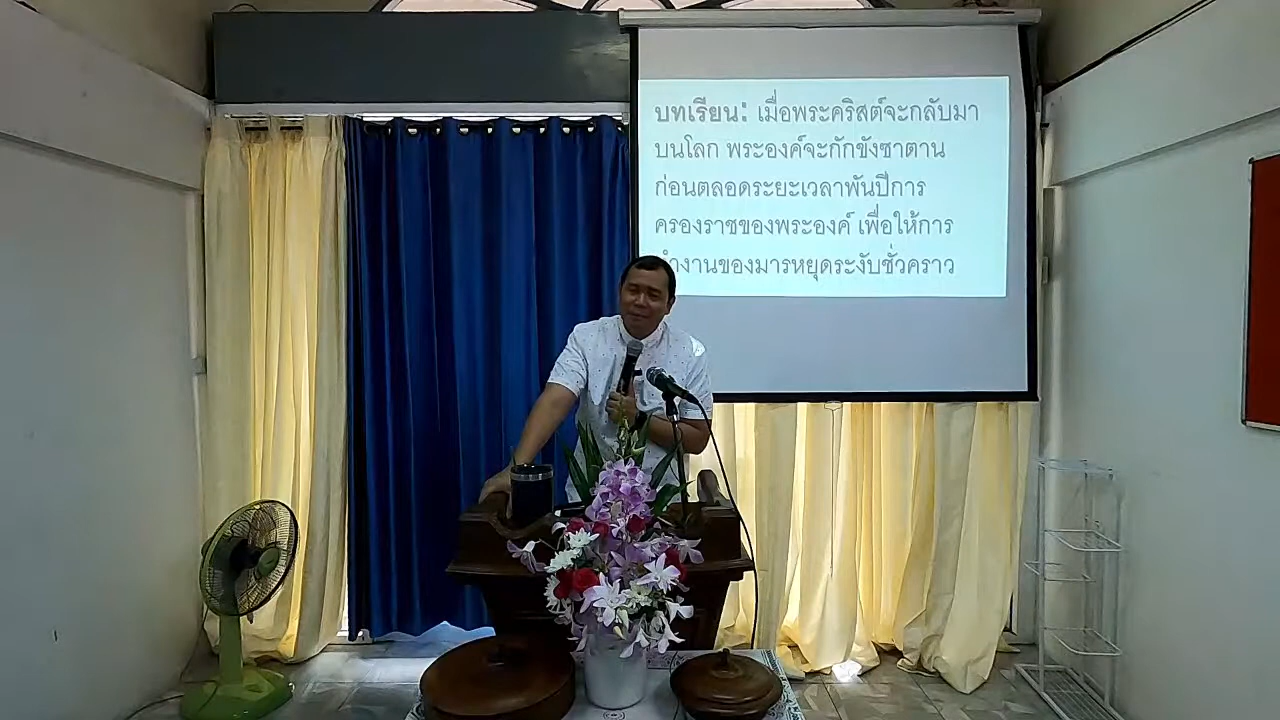 บทเรียน: เมื่อพระคริสต์จะกลับมา
บนโลก พระองค์จะกักขังซาตาน
ก่อนตลอดระยะเวลาพันปีการ
ครองราชของพระองค์ เพื่อให้การ
ทำงานของมารหยุดระงับชั่วคราว